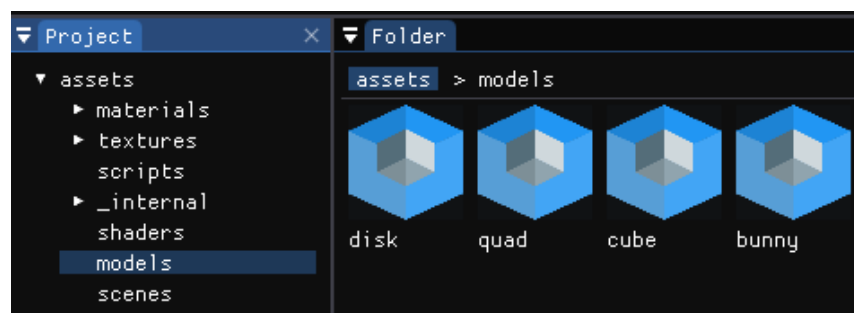 Project
assets
materials
textures
scripts
_internal
shaders
models
scenes
Folder
assets > models
disk quad cube bunny